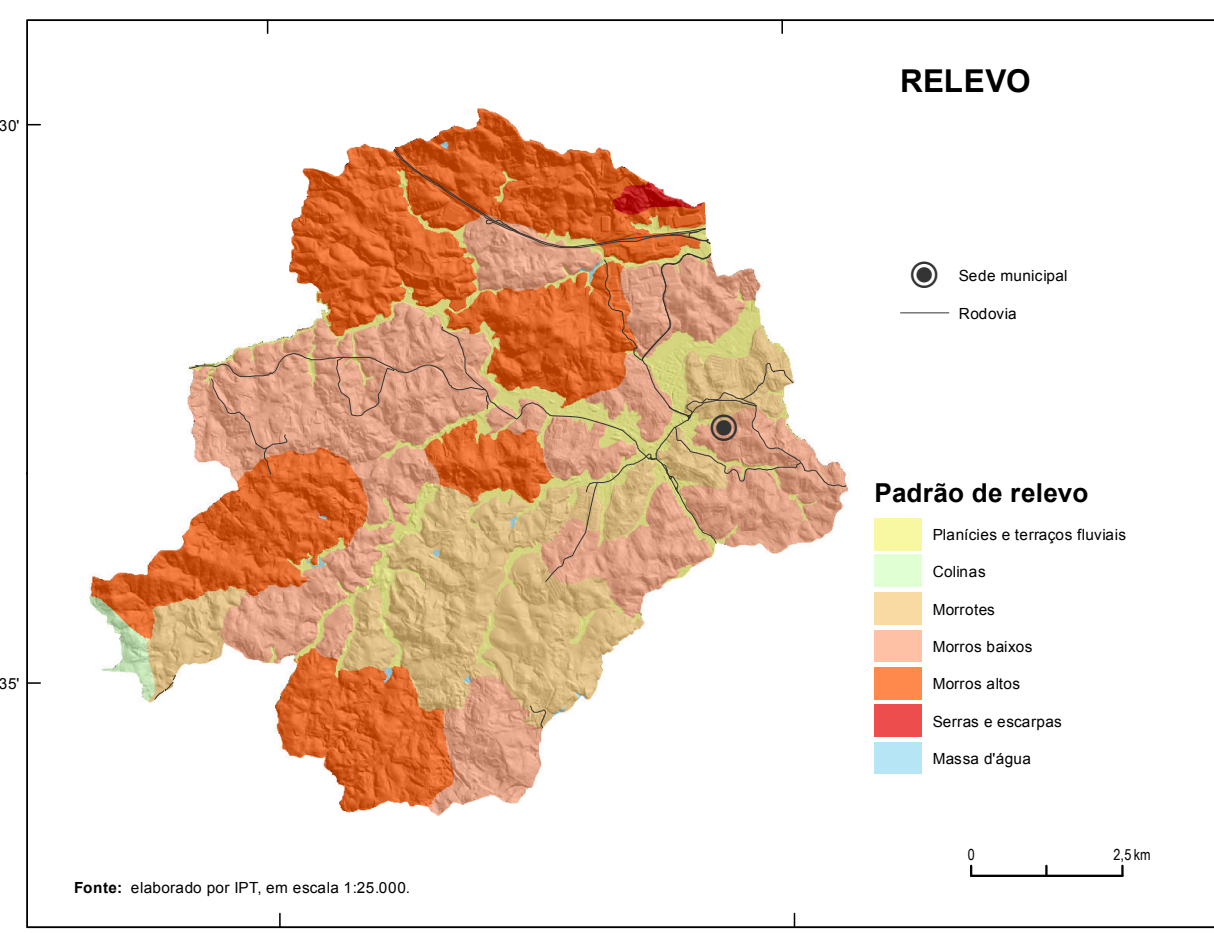 RELEVO
30'
Sede municipal
Rodovia
Padrão de relevo
Planícies e terraços fluviais
Colinas
Morrotes
Morros baixos
Morros altos
Serras e escarpas
Massa d'água
35'
0 2,5 km
Fonte: elaborado por IPT, em escala 1:25.000.